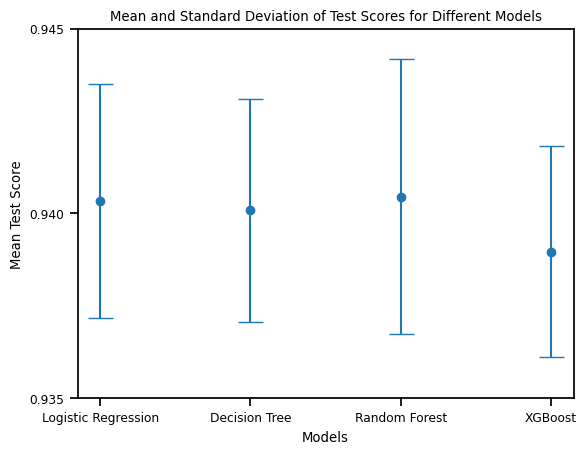 Mean and Standard Deviation of Test Scores for Different Models
0.945
0.940
0.935
Mean Test Score
Logistic Regression
Decision Tree
Random Forest
XGBoost
Models